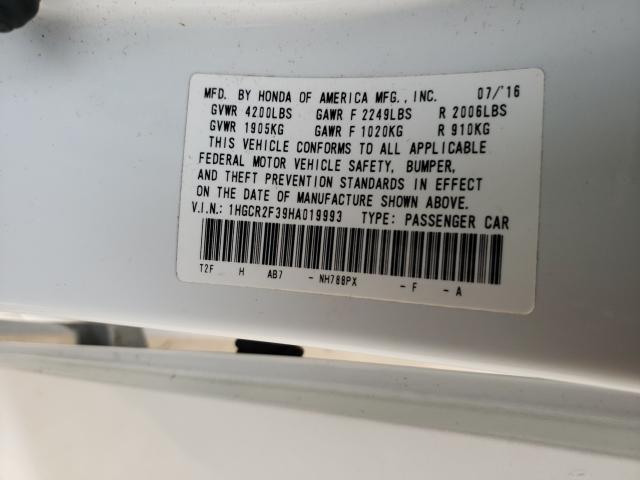 MFD. BY HONDA OF AMERICA MFG., INC. 07/'16
GVWR 4200LBS GAWR F 2249LBS R 2006LBS
GVWR 1905KG GAWR F 1020KG R 910KG
THIS VEHICLE CONFORMS TO ALL APPLICABLE
FEDERAL MOTOR VEHICLE SAFETY, BUMPER,
AND THEFT PREVENTION STANDARDS IN EFFECT
ON THE DATE OF MANUFACTURE SHOWN ABOVE.
V.I.N.: 1HGCR2F39HA019993 TYPE: PASSENGER CAR
T2F H AB7 -NH788PX -F -A